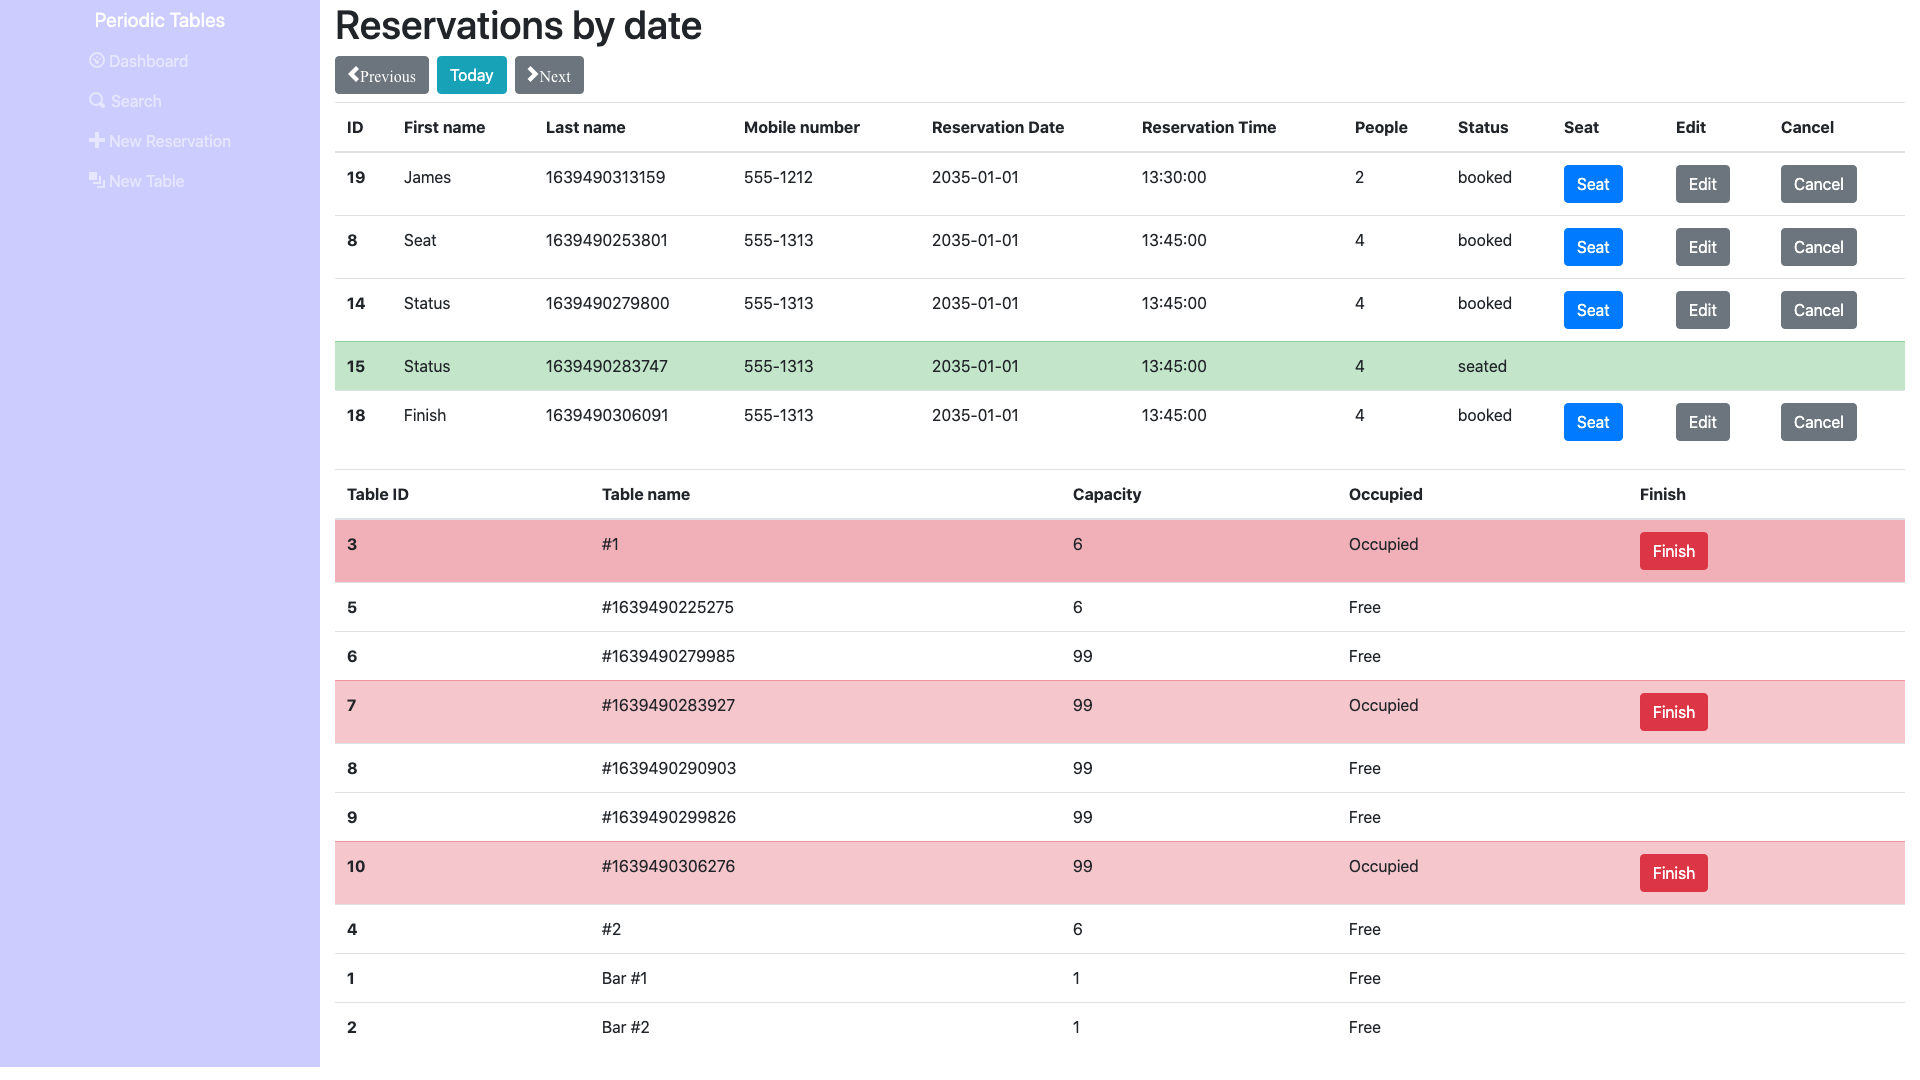 Periodic Tables
Dashboard
Search
New Reservation
New Table
Reservations by date
Previous Today Next
ID First name Last name Mobile number Reservation Date Reservation Time People Status Seat Edit Cancel
19 James 1639490313159 555-1212 2035-01-01 13:30:00 2 booked Seat Edit Cancel
8 Seat 1639490253801 555-1313 2035-01-01 13:45:00 4 booked Seat Edit Cancel
14 Status 1639490279800 555-1313 2035-01-01 13:45:00 4 booked Seat Edit Cancel
15 Status 1639490283747 555-1313 2035-01-01 13:45:00 4 seated
18 Finish 1639490306091 555-1313 2035-01-01 13:45:00 4 booked Seat Edit Cancel
Table ID Table name Capacity Occupied Finish
3 #1 6 Occupied Finish
5 #1639490225275 6 Free
6 #1639490279985 99 Free
7 #1639490283927 99 Occupied Finish
8 #1639490290903 99 Free
9 #1639490299826 99 Free
10 #1639490306276 99 Occupied Finish
4 #2 6 Free
1 Bar #1 1 Free
2 Bar #2 1 Free